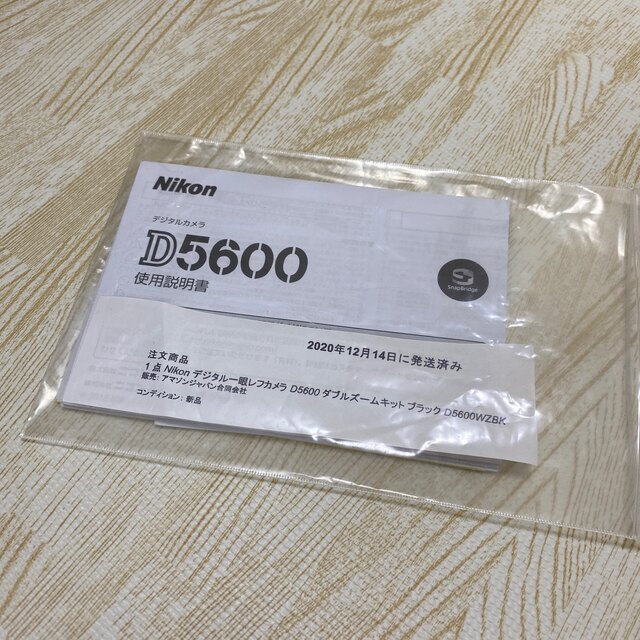 Nikon
デジタルカメラ
D5600
使用説明書
SnapBridge
2020年12月14日に発送済み
注文商品
1点 Nikon デジタル一眼レフカメラ D5600 ダブルズームキット ブラック D5600WZBK
販売: アマゾンジャパン合同会社
コンディション: 新品